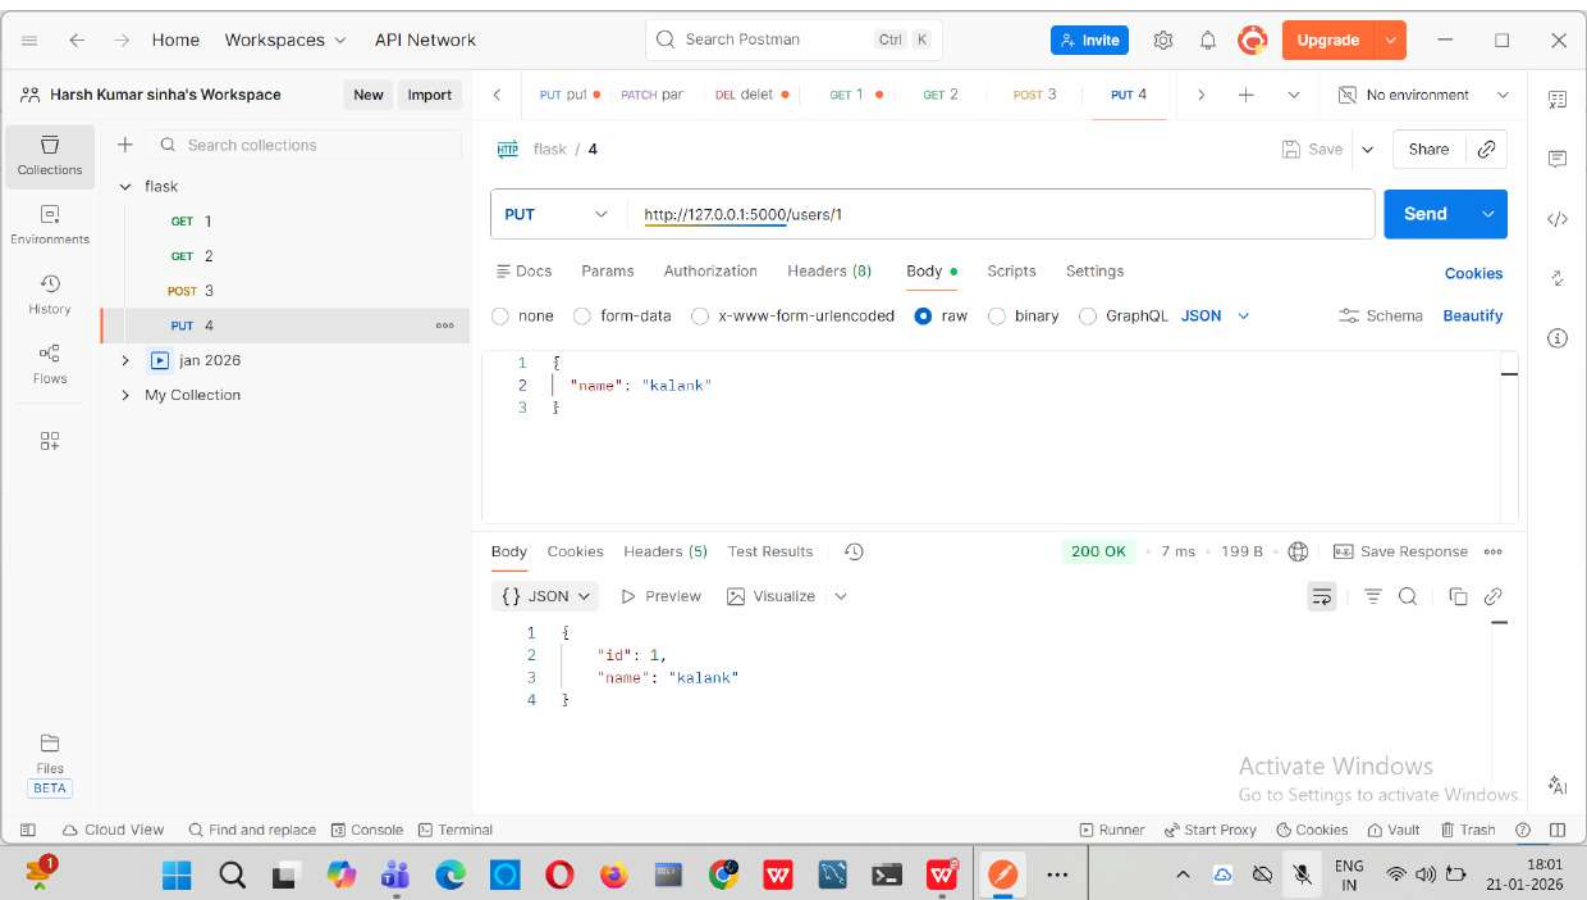 Home Workspaces API Network Search Postman Ctrl K Invite Upgrade
Harsh Kumar sinha's Workspace New Import PUT put PATCH par DEL delet GET 1 GET 2 POST 3 PUT 4 No environment
Collections
Search collections
flask / 4
Save Share
flask
GET 1
GET 2
POST 3
PUT 4
jan 2026
My Collection
Environments
History
Flows
Files
BETA
PUT http://127.0.0.1:5000/users/1 Send
Docs Params Authorization Headers (8) Body Scripts Settings Cookies
none form-data x-www-form-urlencoded raw binary GraphQL JSON Schema Beautify
1 {
2 "name": "kalank"
3 }
Body Cookies Headers (5) Test Results 200 OK 7 ms 199 B Save Response
{} JSON Preview Visualize
1 {
2 "id": 1,
3 "name": "kalank"
4 }
Activate Windows
Go to Settings to activate Windows.
Cloud View Find and replace Console Terminal Runner Start Proxy Cookies Vault Trash
1
ENG
IN
18:01
21-01-2026